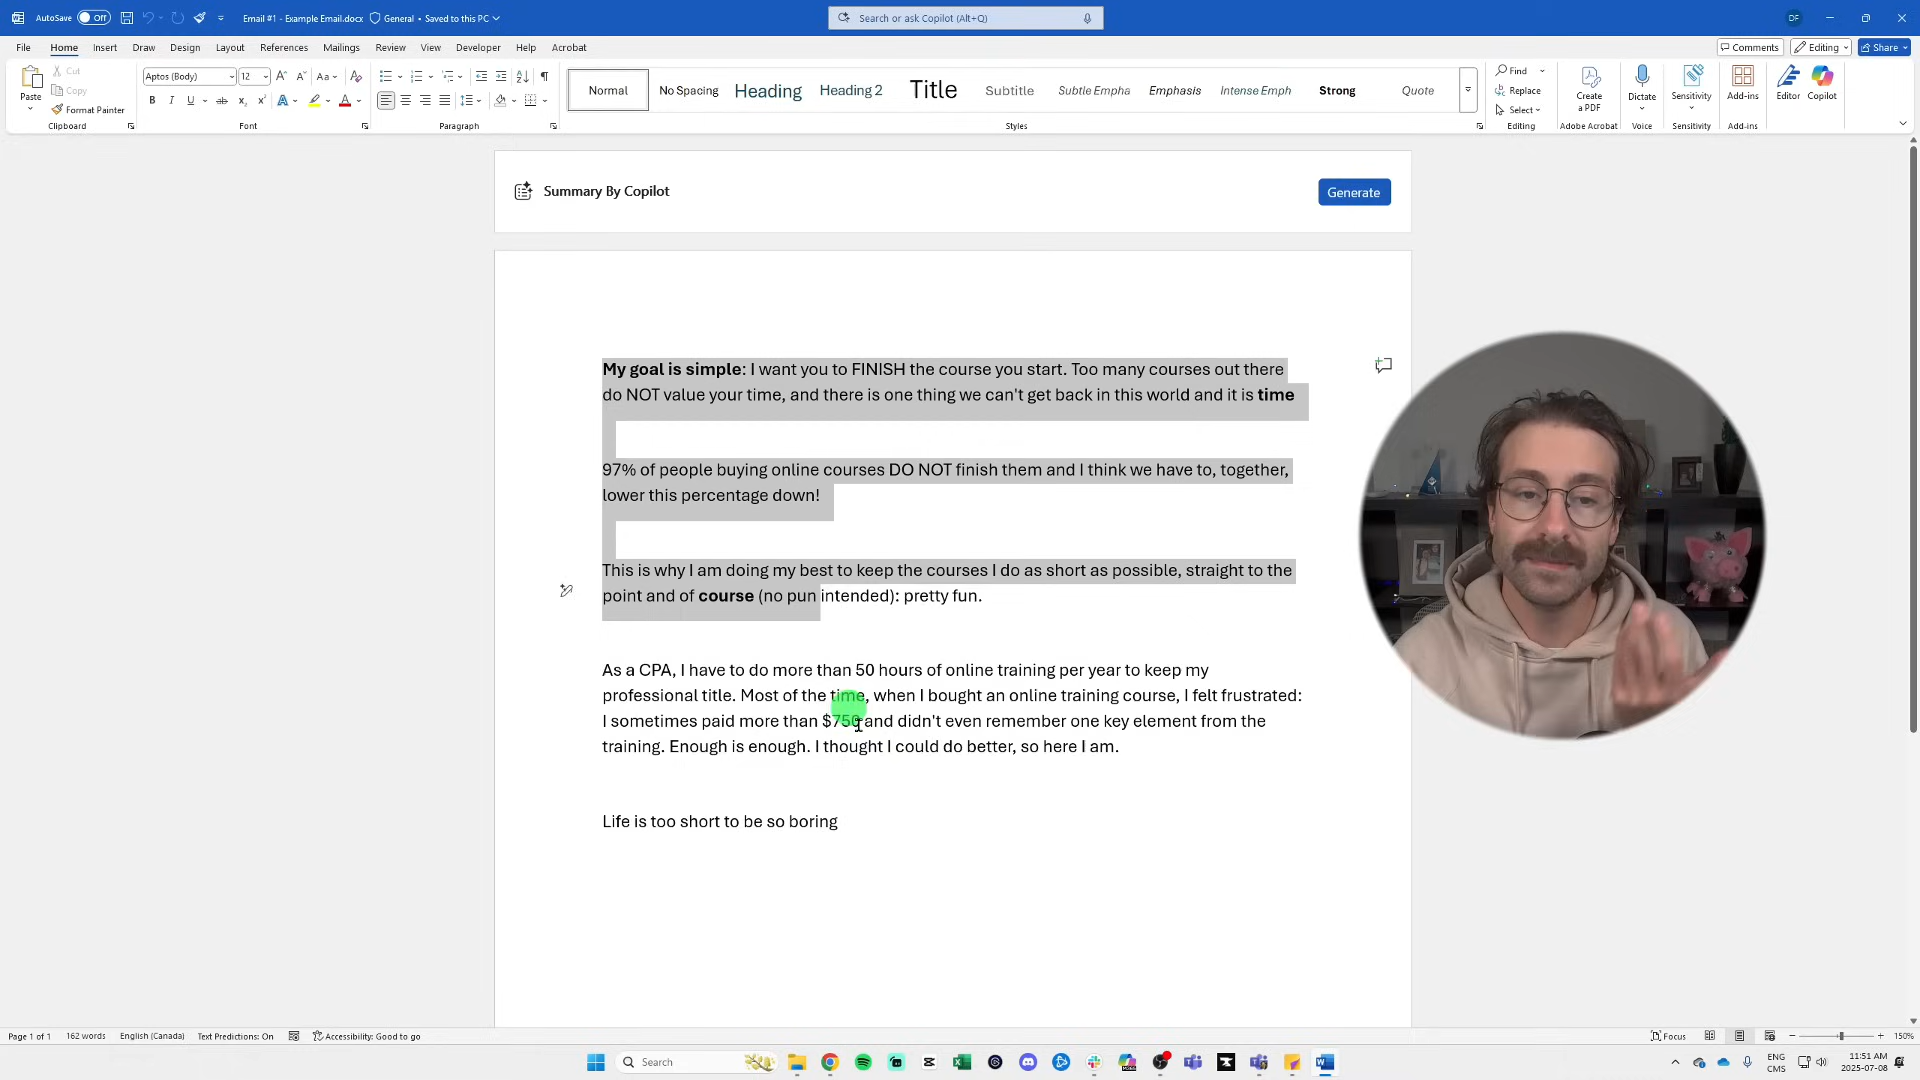 AutoSave Off Email #1 - Example Email.docx General • Saved to this PC Search or ask Copilot (Alt+Q) DF
File Home Insert Draw Design Layout References Mailings Review View Developer Help Acrobat Comments Editing Share
Paste Cut Copy Format Painter Clipboard
Aptos (Body) 12 Font
Paragraph
Normal No Spacing Heading Heading 2 Title Subtitle Subtle Empha Emphasis Intense Emph Strong Quote
Styles
Find Replace Select Editing
Create a PDF Adobe Acrobat
Dictate Voice
Sensitivity Sensitivity
Add-ins Add-ins
Editor Copilot
Summary By Copilot Generate
My goal is simple: I want you to FINISH the course you start. Too many courses out there
do NOT value your time, and there is one thing we can't get back in this world and it is time
97% of people buying online courses DO NOT finish them and I think we have to, together,
lower this percentage down!
This is why I am doing my best to keep the courses I do as short as possible, straight to the
point and of course (no pun intended): pretty fun.
As a CPA, I have to do more than 50 hours of online training per year to keep my
professional title. Most of the time, when I bought an online training course, I felt frustrated:
I sometimes paid more than $750 and didn't even remember one key element from the
training. Enough is enough. I thought I could do better, so here I am.
Life is too short to be so boring
Page 1 of 1 162 words English (Canada) Text Predictions: On Accessibility: Good to go Focus 150%
Search ENG CMS 11:51 AM 2025-07-08